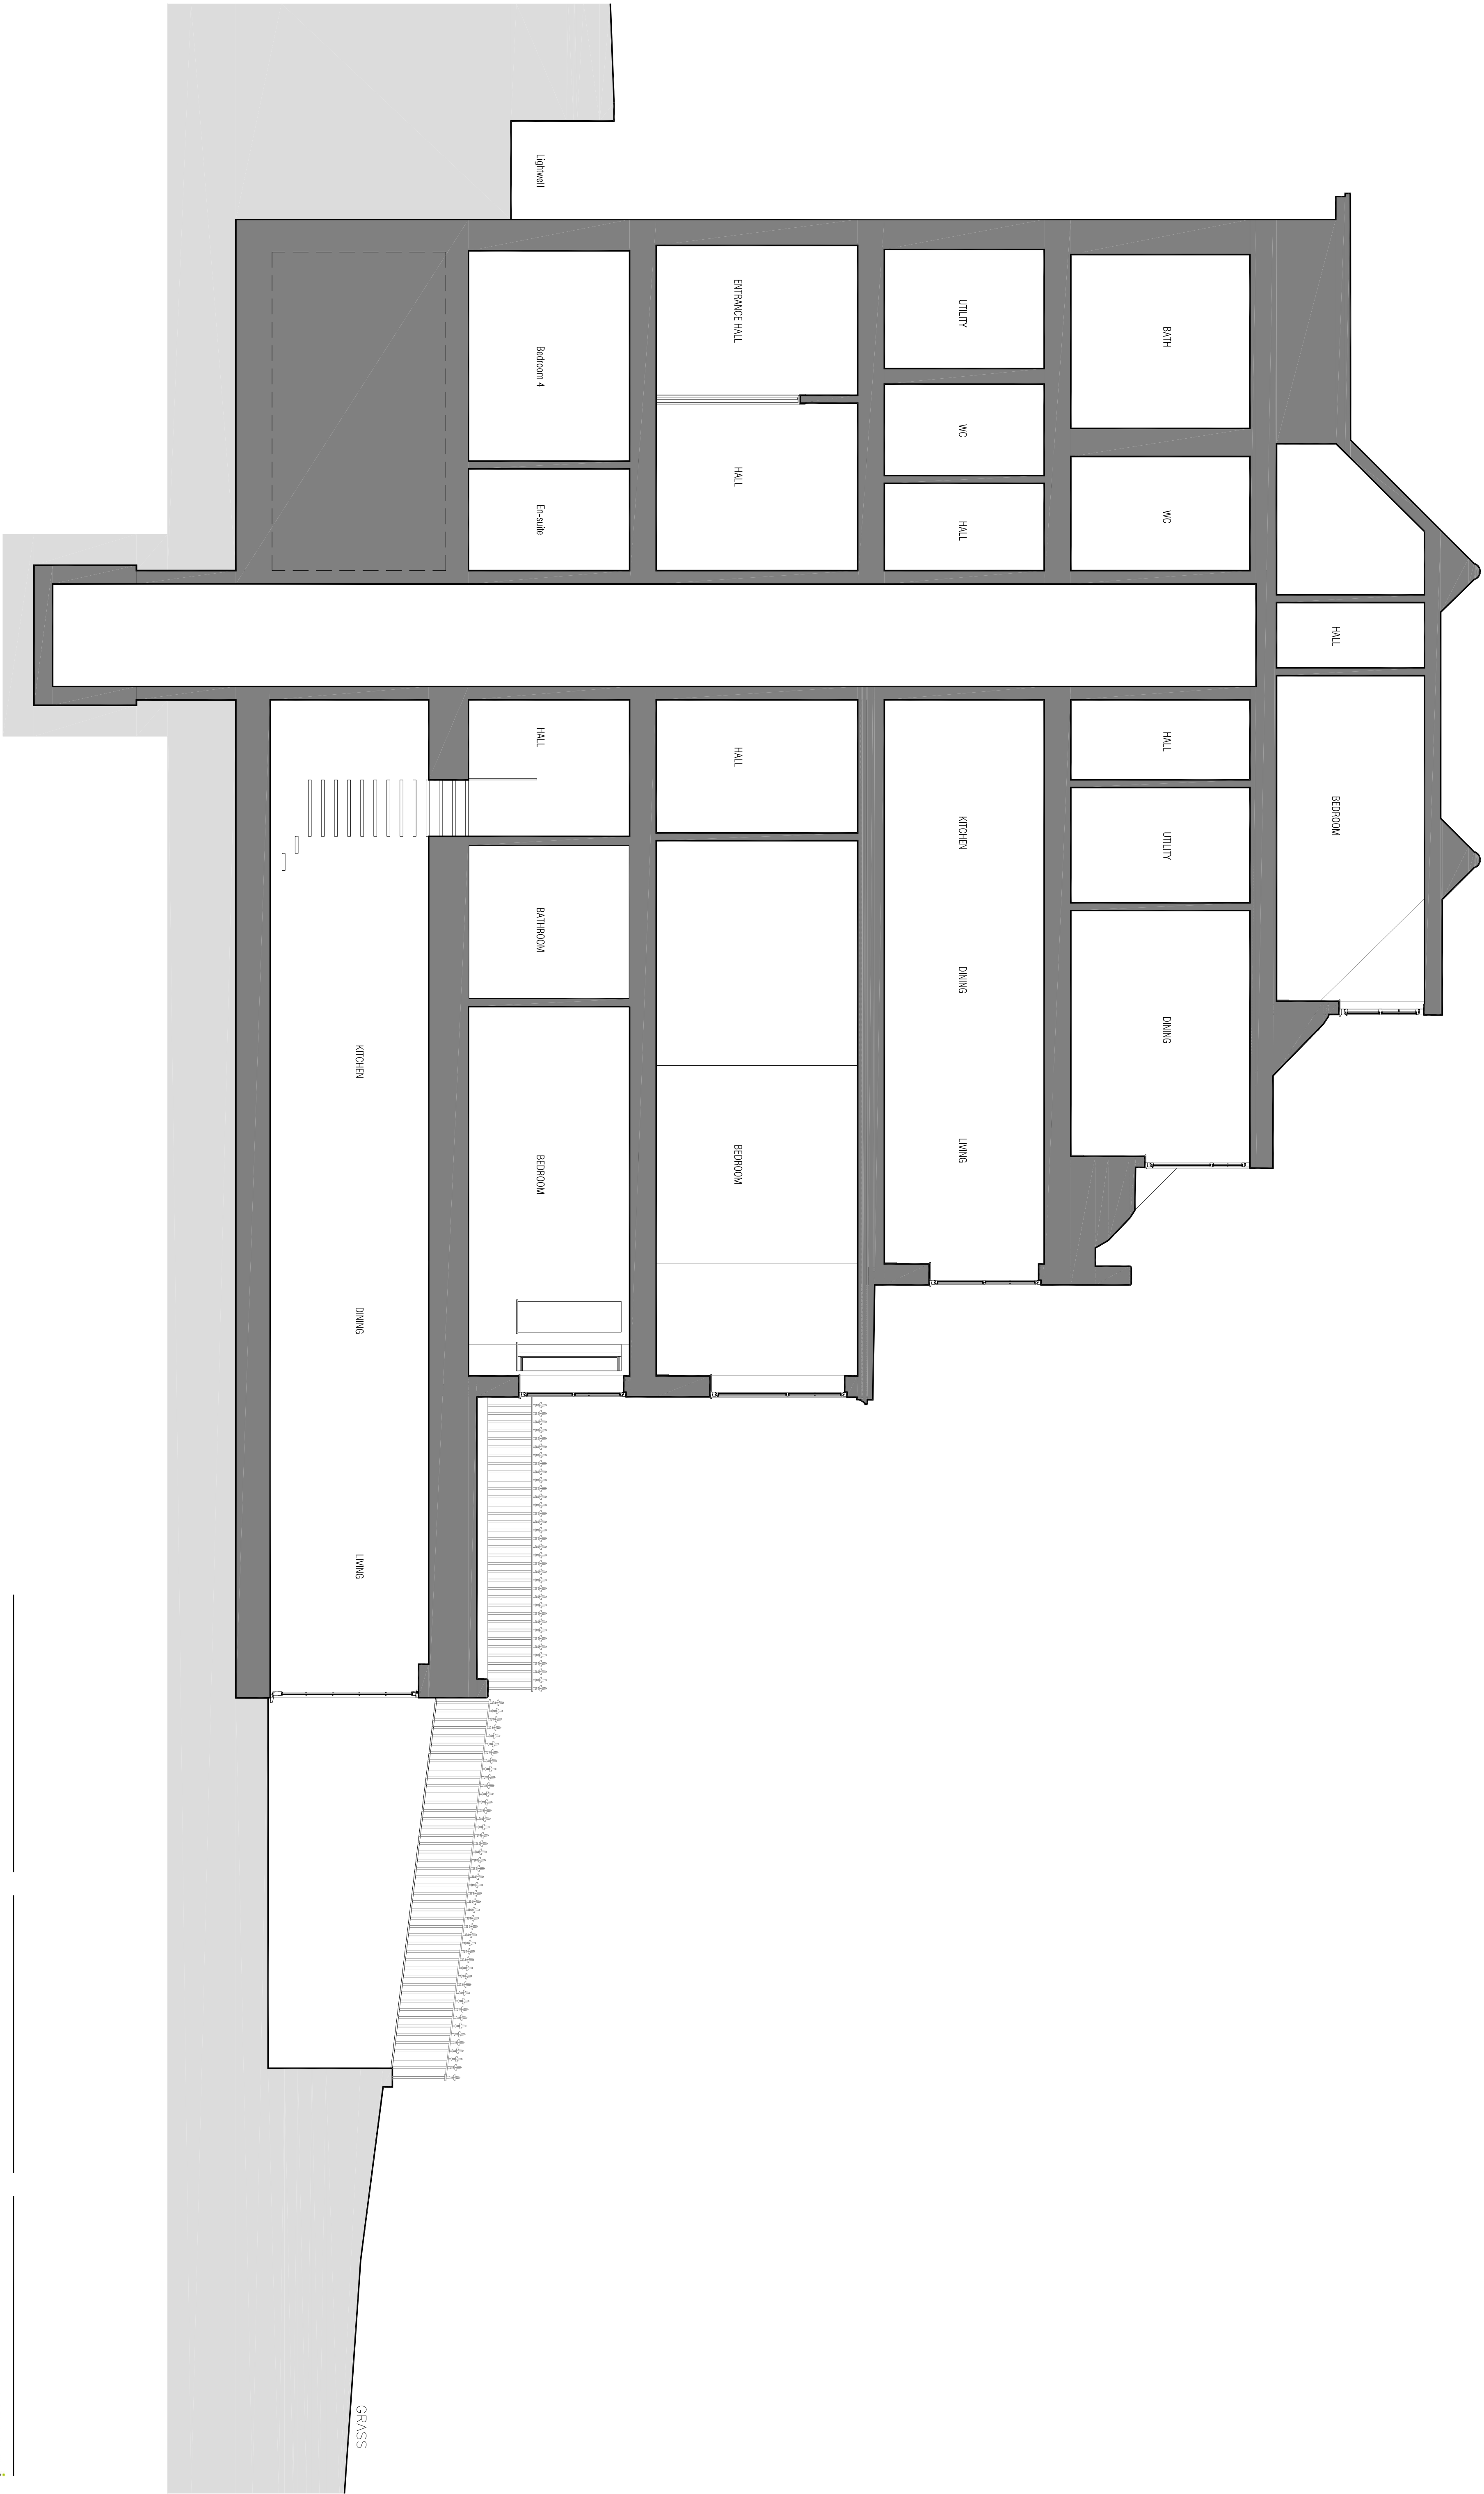 HALL
BEDROOM
BATH
WC
HALL
UTILITY
DINING
UTILITY
WC
HALL
KITCHEN
DINING
LIVING
ENTRANCE HALL
HALL
HALL
BEDROOM
Lightwell
Bedroom 4
En-suite
HALL
BATHROOM
BEDROOM
KITCHEN
DINING
LIVING
GRASS